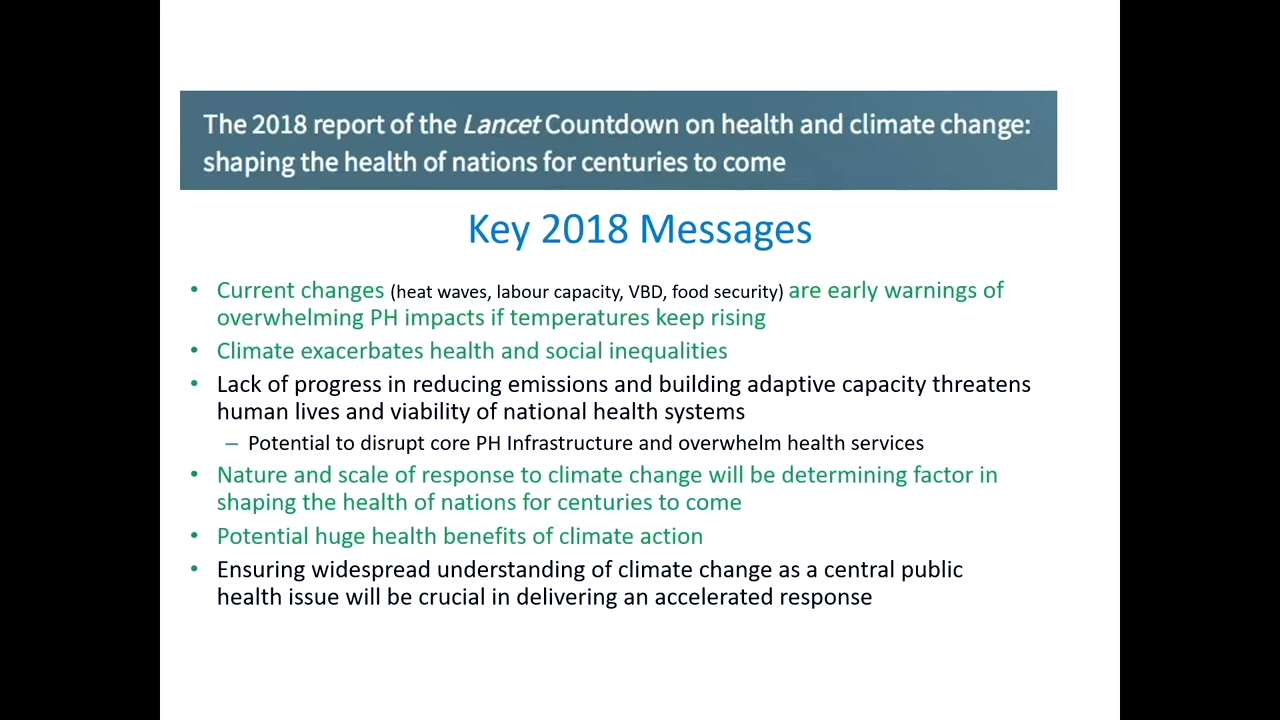 The 2018 report of the Lancet Countdown on health and climate change:
shaping the health of nations for centuries to come
Key 2018 Messages
• Current changes (heat waves, labour capacity, VBD, food security) are early warnings of
overwhelming PH impacts if temperatures keep rising
• Climate exacerbates health and social inequalities
• Lack of progress in reducing emissions and building adaptive capacity threatens
human lives and viability of national health systems
– Potential to disrupt core PH Infrastructure and overwhelm health services
• Nature and scale of response to climate change will be determining factor in
shaping the health of nations for centuries to come
• Potential huge health benefits of climate action
• Ensuring widespread understanding of climate change as a central public
health issue will be crucial in delivering an accelerated response